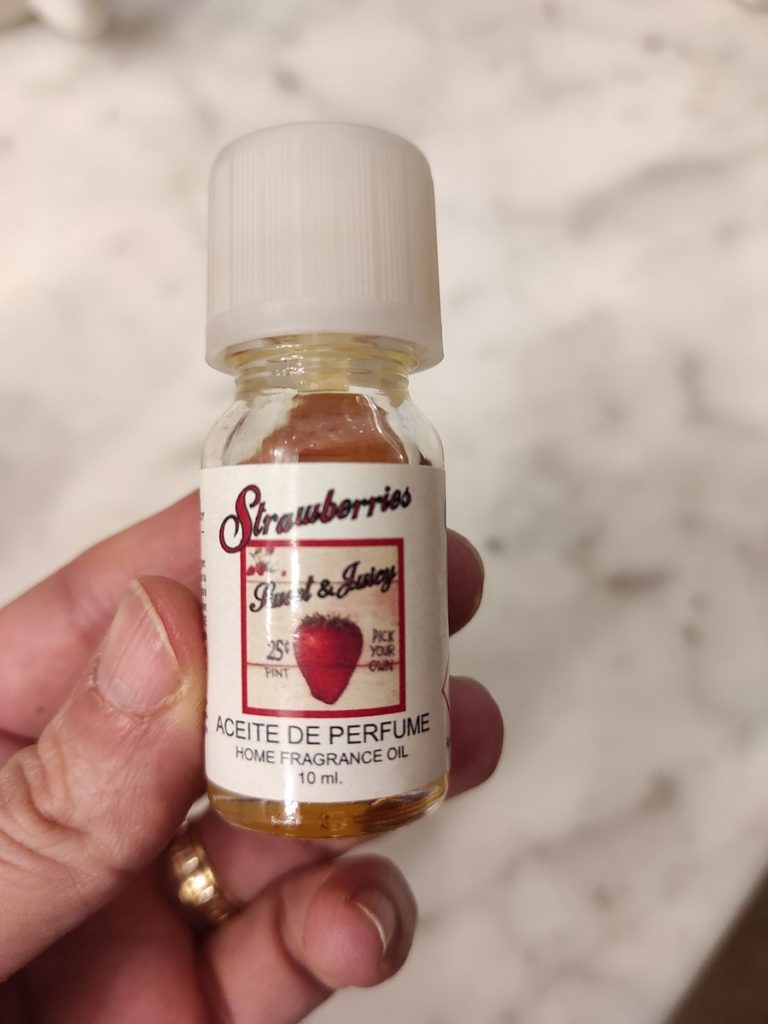 Strawberries
Sweet & Juicy
25¢
PINT
PICK
YOUR
OWN
ACEITE DE PERFUME
HOME FRAGRANCE OIL
10 ml.